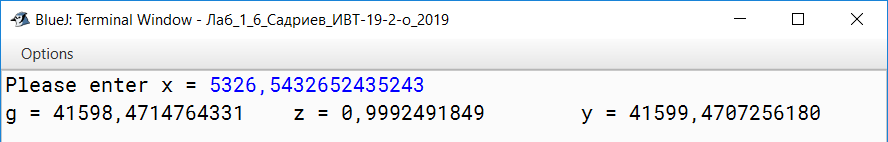 BlueJ: Terminal Window - Лаб_1_6_Садриев_ИВТ-19-2-о_2019
Options
Please enter x = 5326,5432652435243
g = 41598,4714764331    z = 0,9992491849        y = 41599,4707256180